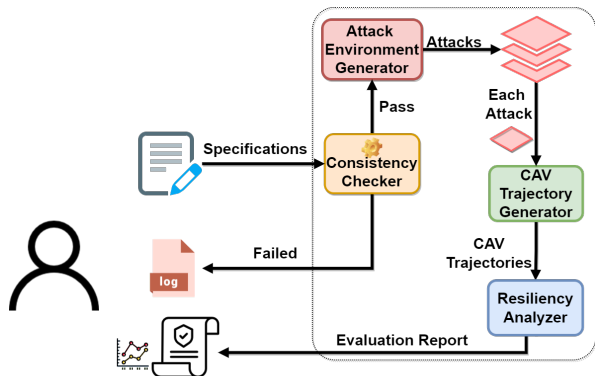 Attack
Environment
Generator
Attacks
Each
Attack
Pass
Specifications
Consistency
Checker
CAV
Trajectory
Generator
CAV
Trajectories
Failed
log
Resiliency
Analyzer
Evaluation Report